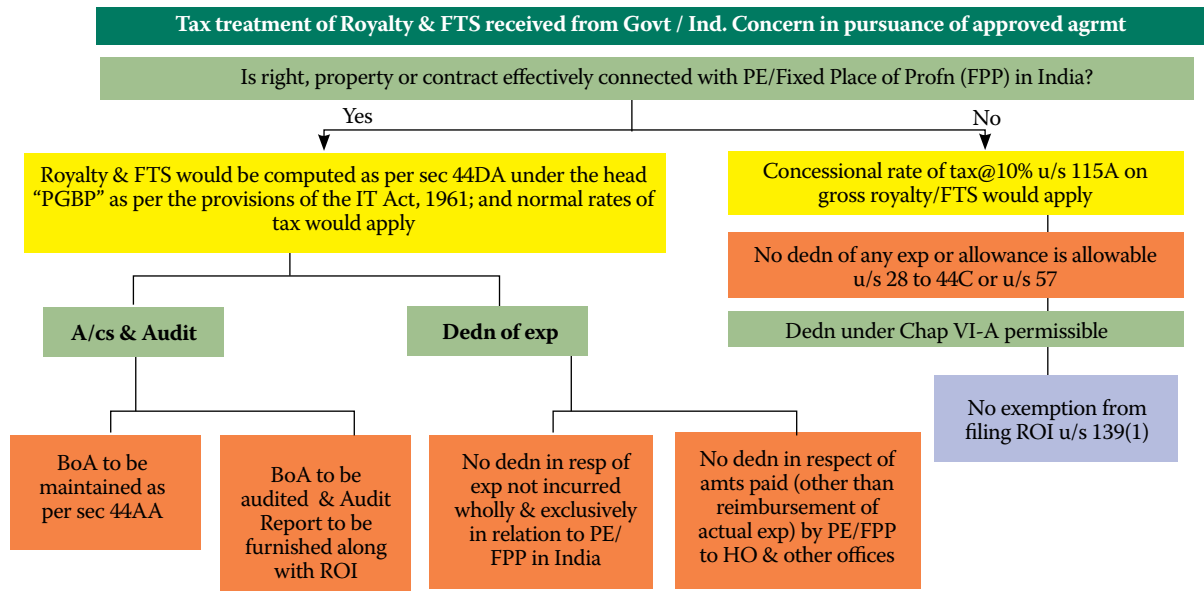 Tax treatment of Royalty & FTS received from Govt / Ind. Concern in pursuance of approved agrmt
Is right, property or contract effectively connected with PE/Fixed Place of Profn (FPP) in India?
Yes
No
Royalty & FTS would be computed as per sec 44DA under the head
“PGBP” as per the provisions of the IT Act, 1961; and normal rates of
tax would apply
Concessional rate of tax@10% u/s 115A on
gross royalty/FTS would apply
No dedn of any exp or allowance is allowable
u/s 28 to 44C or u/s 57
A/cs & Audit
Dedn of exp
Dedn under Chap VI-A permissible
No exemption from
filing ROI u/s 139(1)
BoA to be
maintained as
per sec 44AA
BoA to be
audited & Audit
Report to be
furnished along
with ROI
No dedn in resp of
exp not incurred
wholly & exclusively
in relation to PE/
FPP in India
No dedn in respect of
amts paid (other than
reimbursement of
actual exp) by PE/FPP
to HO & other offices